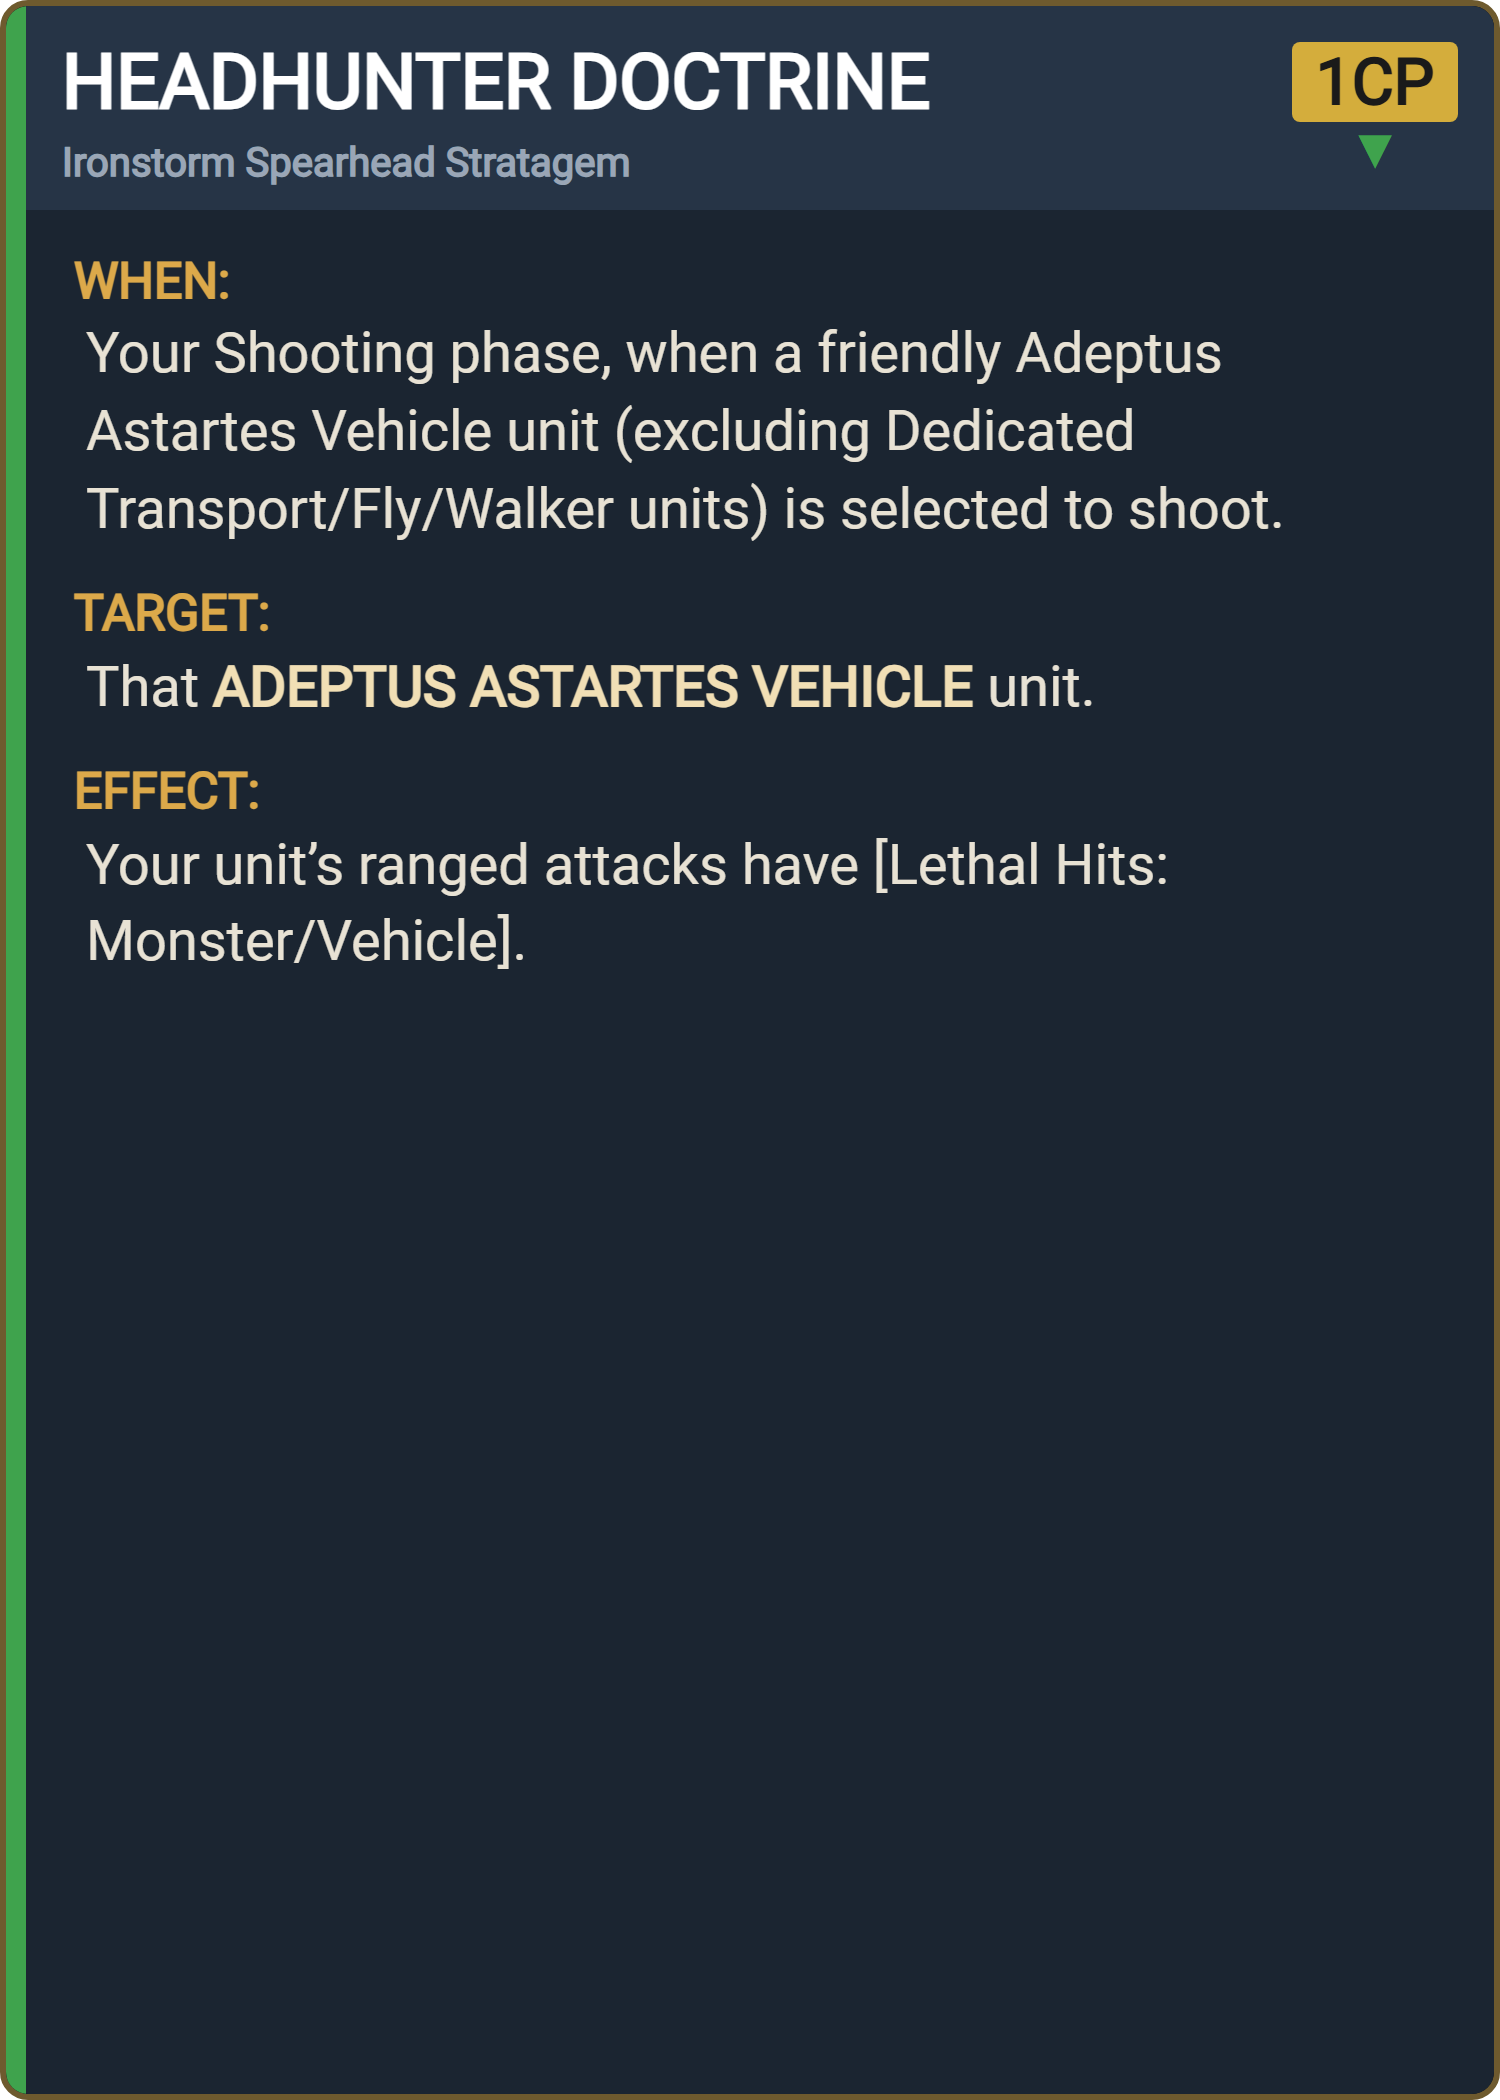 HEADHUNTER DOCTRINE
1CP
Ironstorm Spearhead Stratagem
WHEN:
Your Shooting phase, when a friendly Adeptus
Astartes Vehicle unit (excluding Dedicated
Transport/Fly/Walker units) is selected to shoot.
TARGET:
That ADEPTUS ASTARTES VEHICLE unit.
EFFECT:
Your unit’s ranged attacks have [Lethal Hits:
Monster/Vehicle].